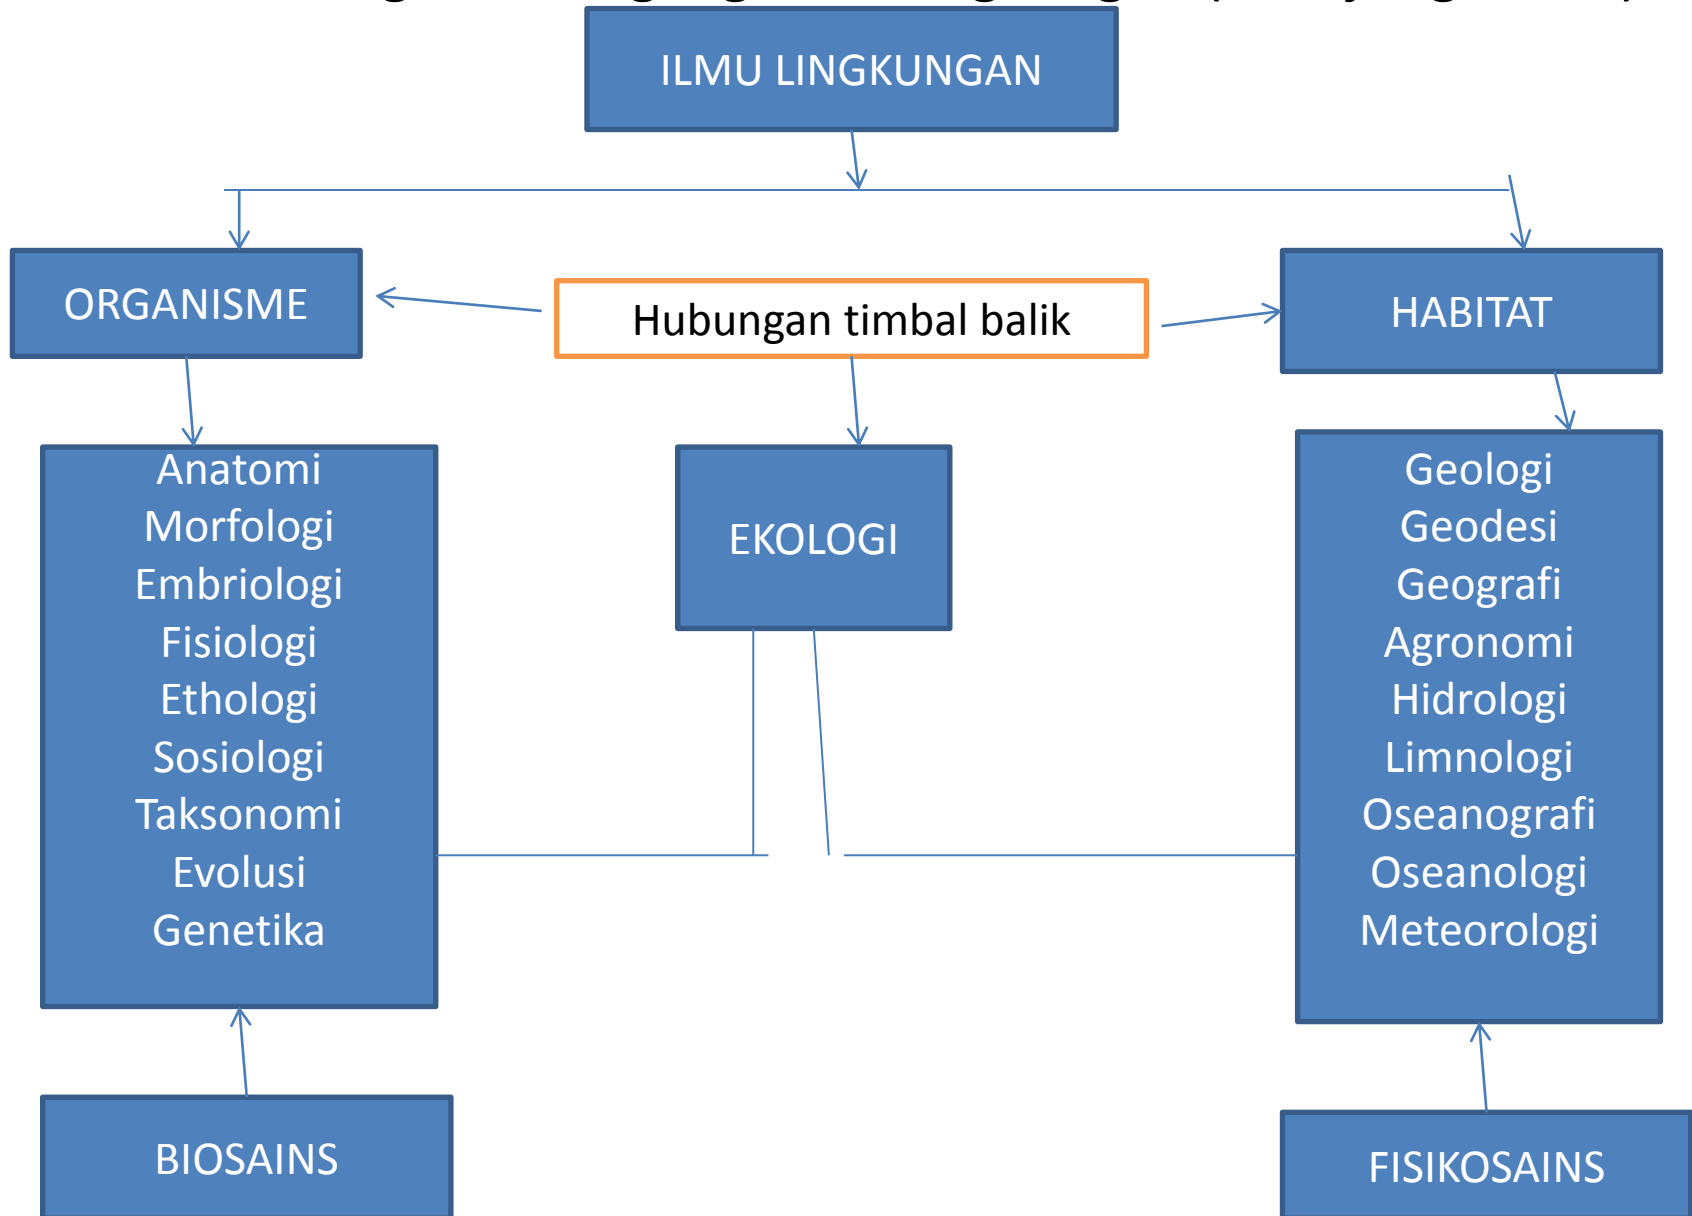 ILMU LINGKUNGAN
ORGANISME
Hubungan timbal balik
HABITAT
Anatomi
Morfologi
Embriologi
Fisiologi
Ethologi
Sosiologi
Taksonomi
Evolusi
Genetika
EKOLOGI
Geologi
Geodesi
Geografi
Agronomi
Hidrologi
Limnologi
Oseanografi
Oseanologi
Meteorologi
BIOSAINS
FISIKOSAINS